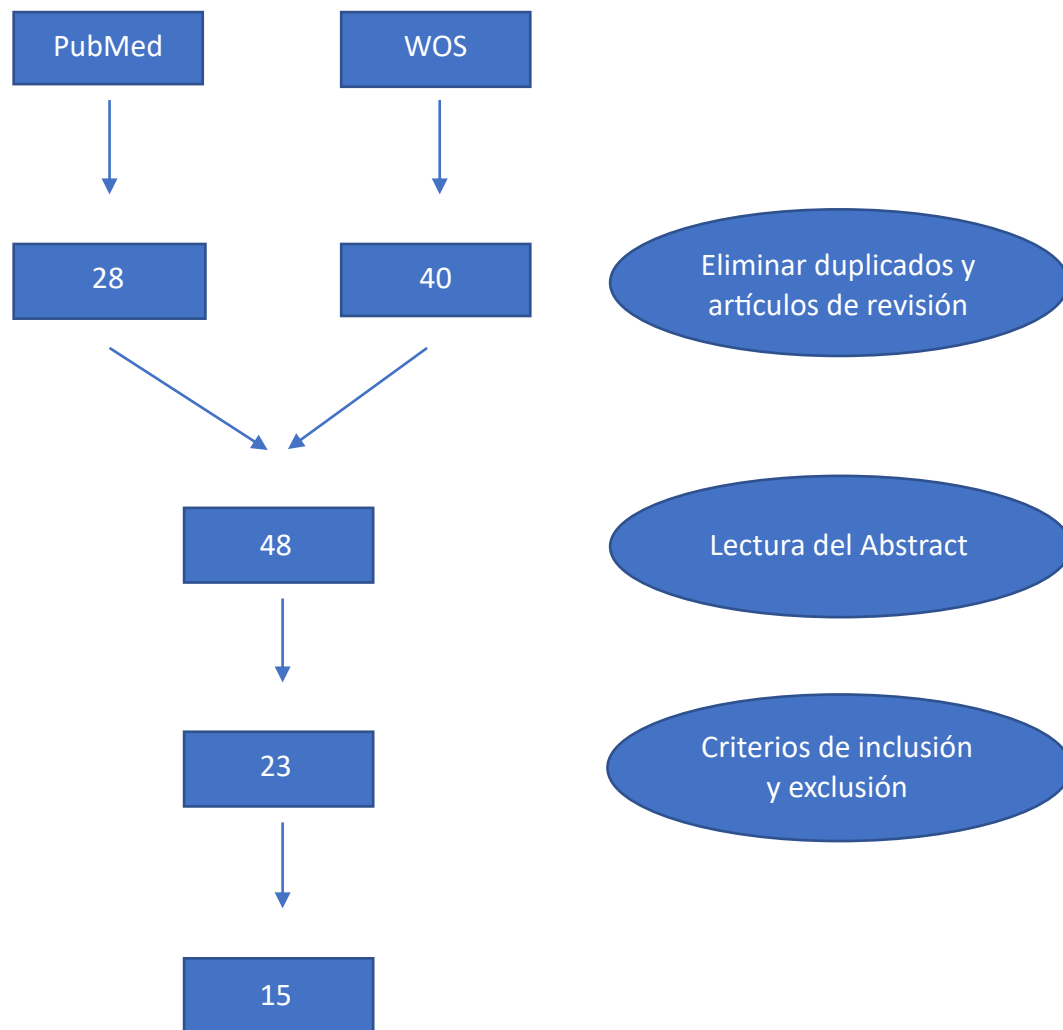 PubMed
WOS
28
40
Eliminar duplicados y
artículos de revisión
48
Lectura del Abstract
23
Criterios de inclusión
y exclusión
15